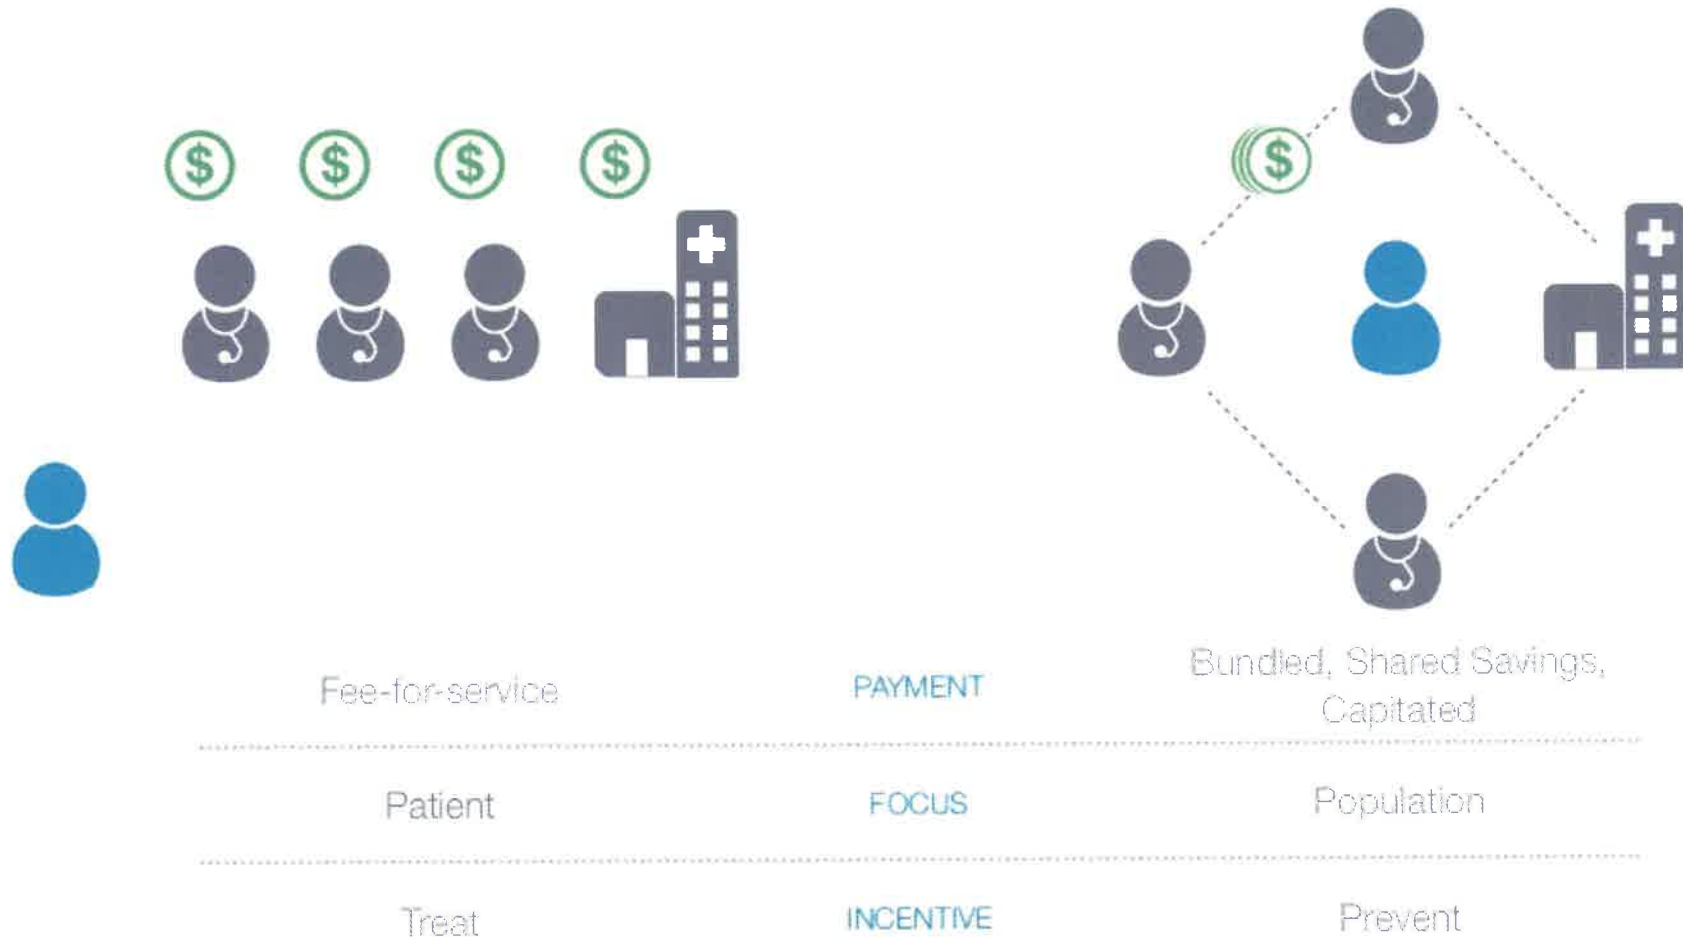 Fee-for-service
PAYMENT
Bundled, Shared Savings,
Capitated
Patient
FOCUS
Population
Treat
INCENTIVE
Prevent